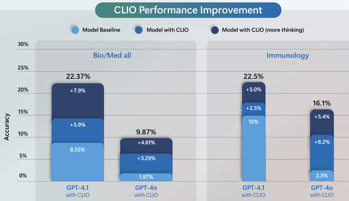 CLIO Performance Improvement
Model Baseline Model with CLIO Model with CLIO (more thinking)
Bio/Med all
Immunology
Accuracy
30%
25%
20%
15%
10%
5%
0%
22.37%
+7.9%
+5.9%
8.55%
GPT-4.1
with CLIO
9.87%
+4.61%
+3.29%
1.97%
GPT-4o
with CLIO
22.5%
+5.0%
+2.5%
15%
GPT-4.1
with CLIO
16.1%
+5.4%
+8.2%
2.5%
GPT-4o
with CLIO